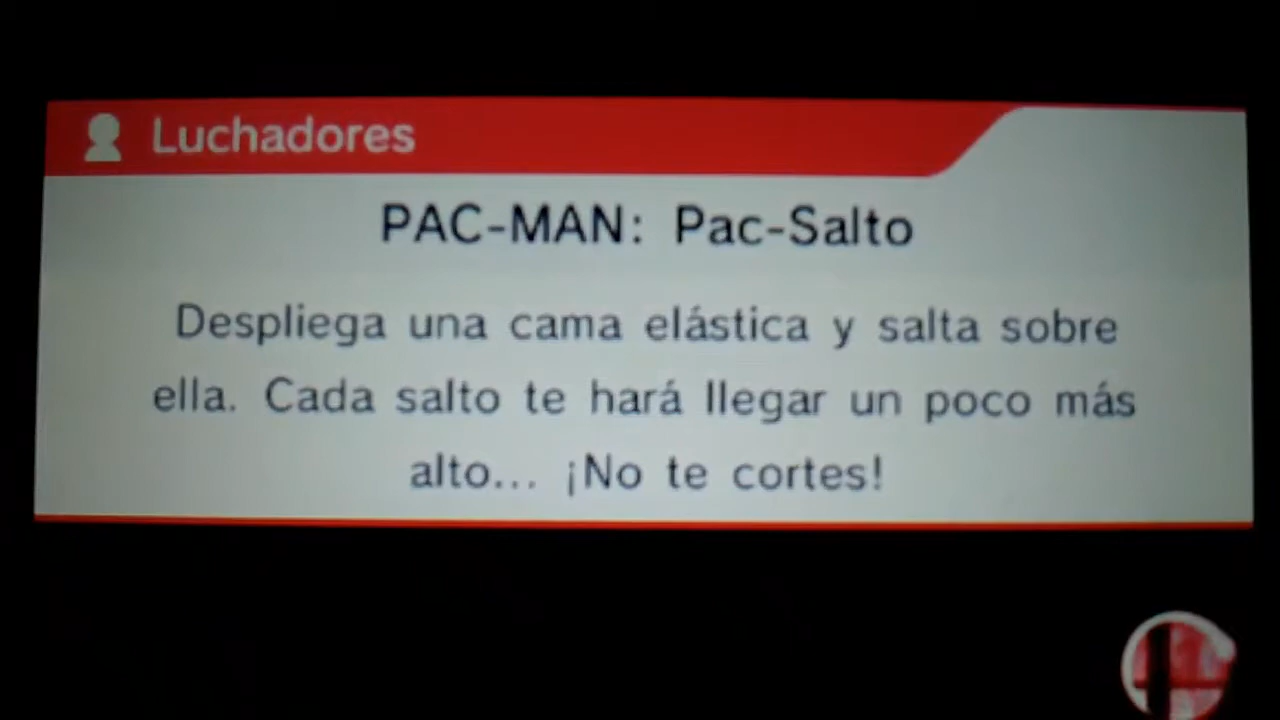 Luchadores
PAC-MAN: Pac-Salto
Despliega una cama elástica y salta sobre
ella. Cada salto te hará llegar un poco más
alto... ¡No te cortes!